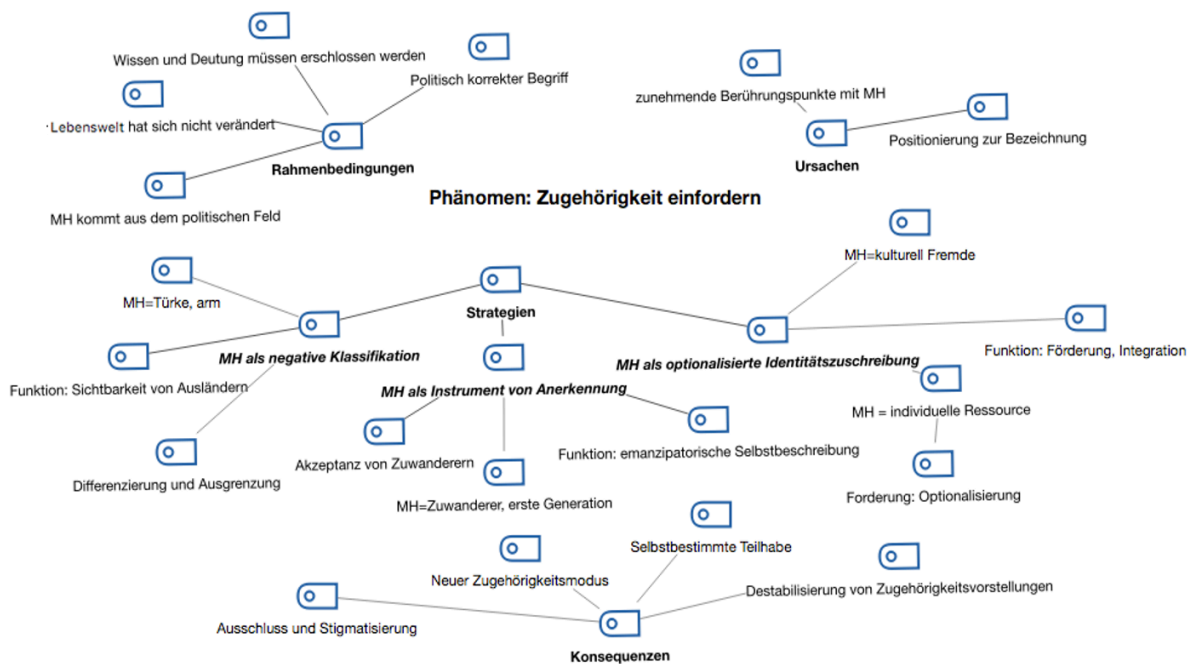 Wissen und Deutung müssen erschlossen werden
Politisch korrekter Begriff
zunehmende Berührungspunkte mit MH
Lebenswelt hat sich nicht verändert
Positionierung zur Bezeichnung
Rahmenbedingungen
Ursachen
Phänomen: Zugehörigkeit einfordern
MH kommt aus dem politischen Feld
MH=kulturell Fremde
MH=Türke, arm
Strategien
MH als negative Klassifikation
MH als optionalisierte Identitätszuschreibung
Funktion: Förderung, Integration
Funktion: Sichtbarkeit von Ausländern
MH als Instrument von Anerkennung
MH = individuelle Ressource
Akzeptanz von Zuwanderern
Funktion: emanzipatorische Selbstbeschreibung
Differenzierung und Ausgrenzung
MH=Zuwanderer, erste Generation
Forderung: Optionalisierung
Selbstbestimmte Teilhabe
Neuer Zugehörigkeitsmodus
Destabilisierung von Zugehörigkeitsvorstellungen
Ausschluss und Stigmatisierung
Konsequenzen